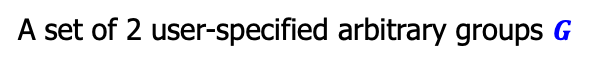 A set of 2 user-specified arbitrary groups G